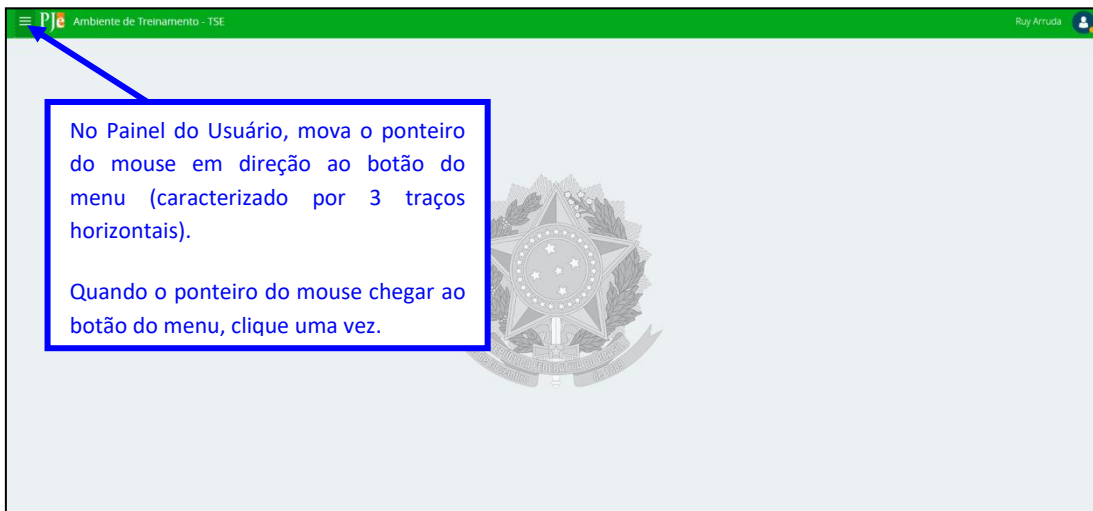 PJe Ambiente de Treinamento - TSE
Ruy Arruda
No Painel do Usuário, mova o ponteiro
do mouse em direção ao botão do
menu (caracterizado por 3 traços
horizontais).
Quando o ponteiro do mouse chegar ao
botão do menu, clique uma vez.